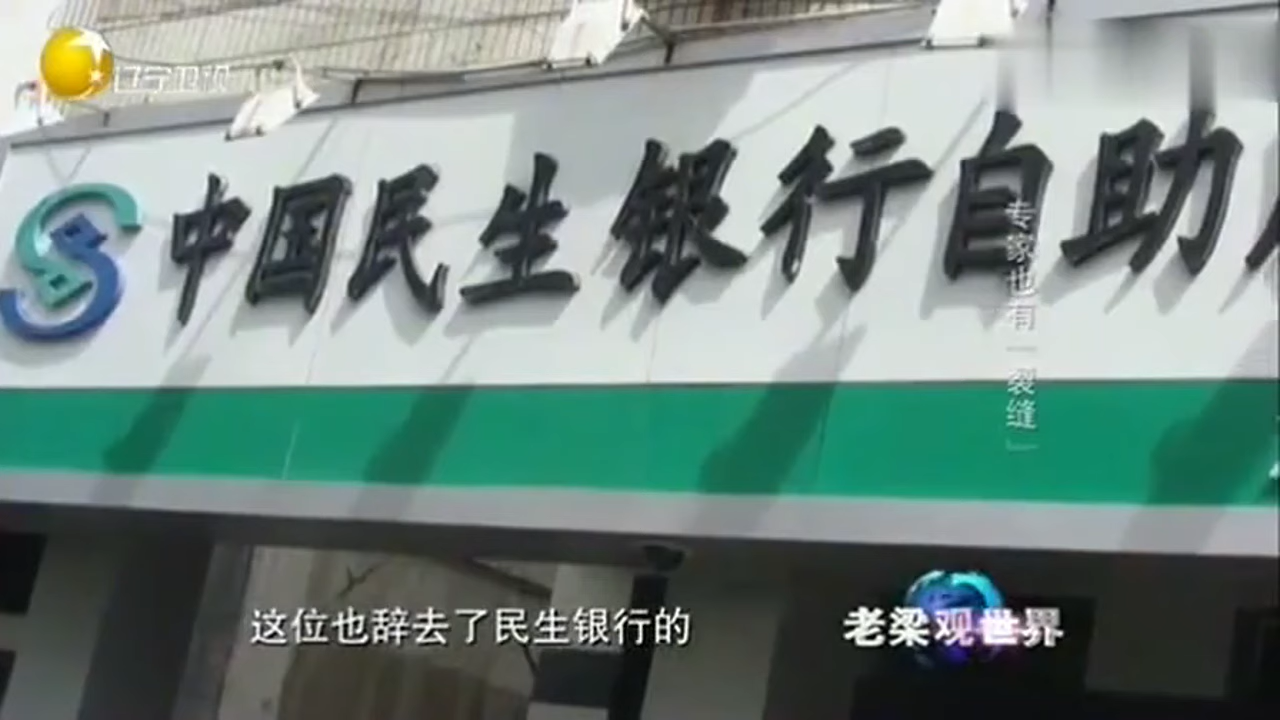 辽宁卫视
中国民生银行自助
专家也有「裂缝」
这位也辞去了民生银行的
老梁观世界